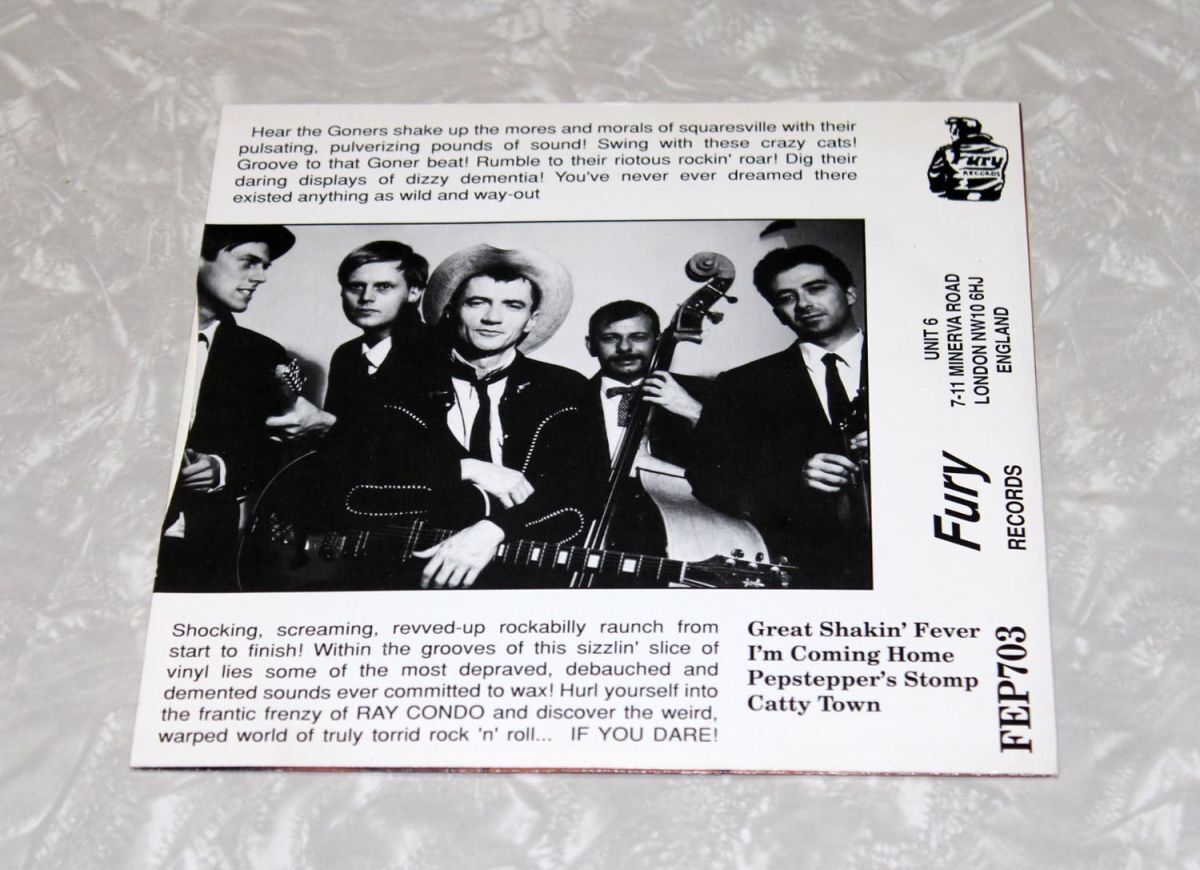 Hear the Goners shake up the mores and morals of squaresville with their
pulsating, pulverizing pounds of sound! Swing with these crazy cats!
Groove to that Goner beat! Rumble to their riotous rockin' roar! Dig their
daring displays of dizzy dementia! You've never ever dreamed there
existed anything as wild and way-out
Fury
RECORDS
UNIT 6
7-11 MINERVA ROAD
LONDON NW10 6HJ
ENGLAND
Fury
RECORDS
Shocking, screaming, revved-up rockabilly raunch from
start to finish! Within the grooves of this sizzlin' slice of
vinyl lies some of the most depraved, debauched and
demented sounds ever committed to wax! Hurl yourself into
the frantic frenzy of RAY CONDO and discover the weird,
warped world of truly torrid rock 'n' roll... IF YOU DARE!
Great Shakin' Fever
I'm Coming Home
Pepstepper's Stomp
Catty Town
FEP703